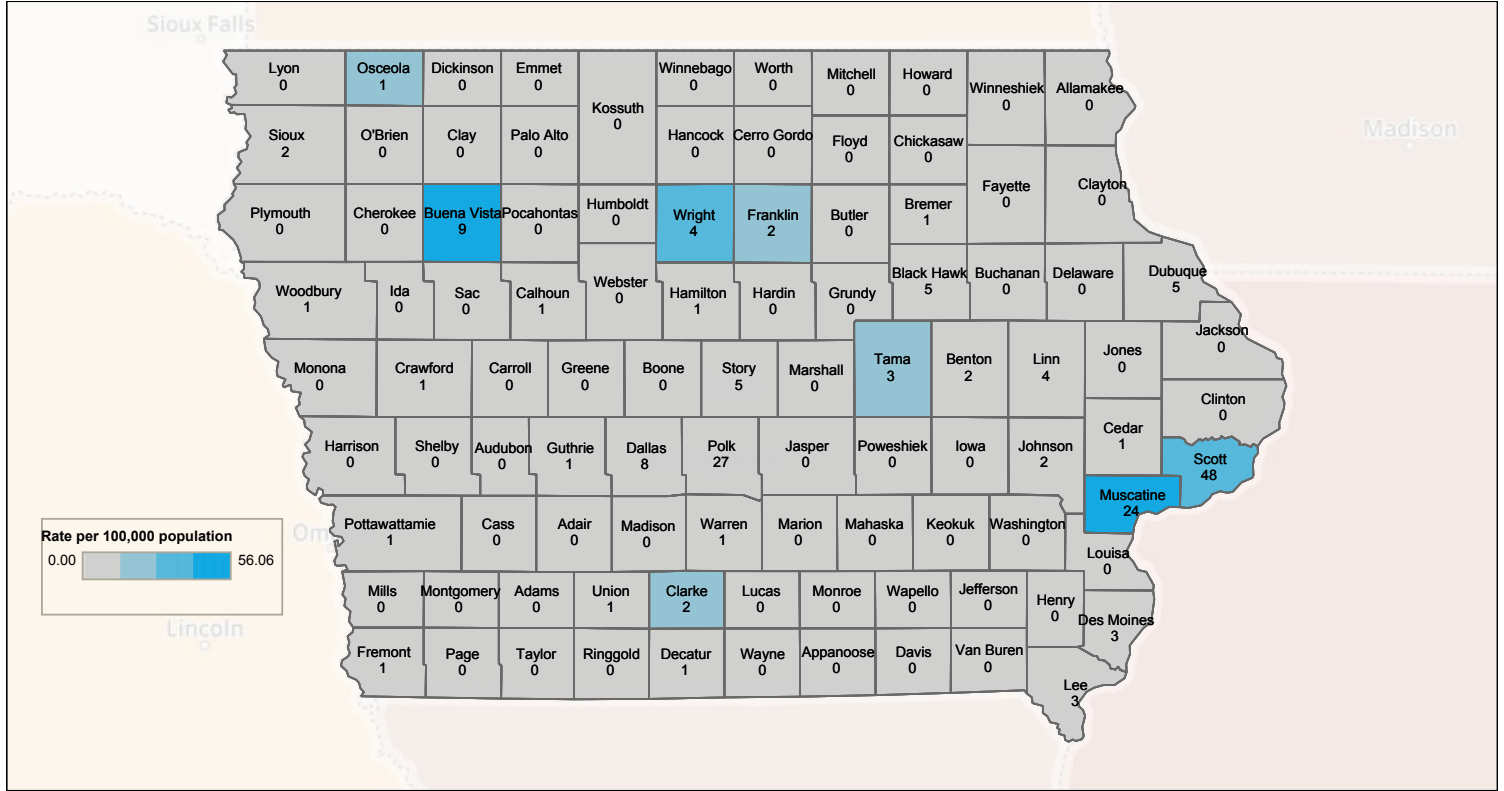 Sioux Falls
Lyon
0
Osceola
1
Dickinson
0
Emmet
0
Kossuth
0
Winnebago
0
Worth
0
Mitchell
0
Howard
0
Winneshiek
0
Allamakee
0
Madison
Sioux
2
O'Brien
0
Clay
0
Palo Alto
0
Hancock
0
Cerro Gordo
0
Floyd
0
Chickasaw
0
Plymouth
0
Cherokee
0
Buena Vista
9
Pocahontas
0
Humboldt
0
Wright
4
Franklin
2
Butler
0
Bremer
1
Fayette
0
Clayton
0
Woodbury
1
Ida
0
Sac
0
Calhoun
1
Webster
0
Hamilton
1
Hardin
0
Grundy
0
Black Hawk
5
Buchanan
0
Delaware
0
Dubuque
5
Jackson
0
Monona
0
Crawford
1
Carroll
0
Greene
0
Boone
0
Story
5
Marshall
0
Tama
3
Benton
2
Linn
4
Jones
0
Clinton
0
Harrison
0
Shelby
0
Audubon
0
Guthrie
1
Dallas
8
Polk
27
Jasper
0
Poweshiek
0
Iowa
0
Johnson
2
Cedar
1
Scott
48
Muscatine
24
Pottawattamie
1
Cass
0
Adair
0
Madison
0
Warren
1
Marion
0
Mahaska
0
Keokuk
0
Washington
0
Louisa
0
Rate per 100,000 population
0.00
56.06
Mills
0
Montgomery
0
Adams
0
Union
1
Clarke
2
Lucas
0
Monroe
0
Wapello
0
Jefferson
0
Henry
0
Des Moines
3
Lincoln
Fremont
1
Page
0
Taylor
0
Ringgold
0
Decatur
1
Wayne
0
Appanoose
0
Davis
0
Van Buren
0
Lee
3